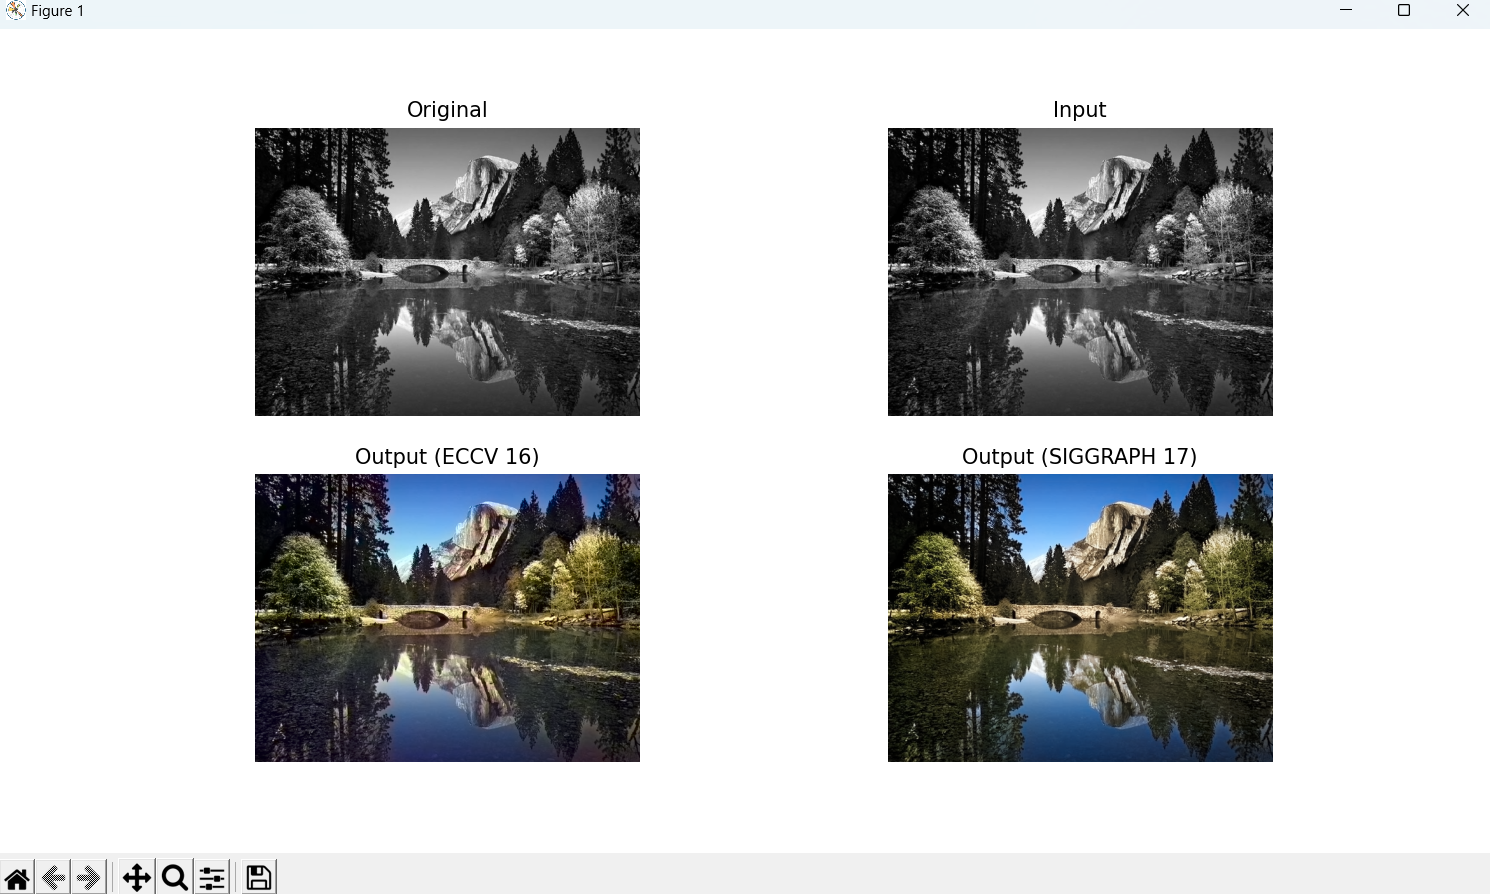 Figure 1
Original
Input
Output (ECCV 16)
Output (SIGGRAPH 17)